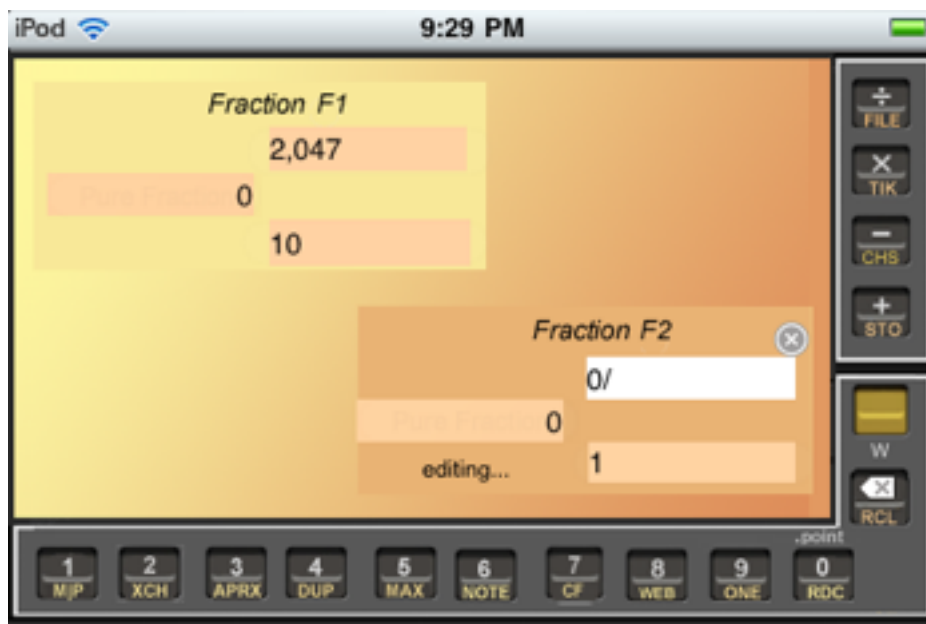 iPod 9:29 PM
Fraction F1
2,047
Pure Fraction 0
10
Fraction F2
0/
Pure Fraction 0
editing... 1
÷
FILE
×
TIK
−
CHS
+
STO
W
RCL
.point
1 2 3 4 5 6 7 8 9 0
M|P XCH APRX DUP MAX NOTE CF WEB ONE RDC